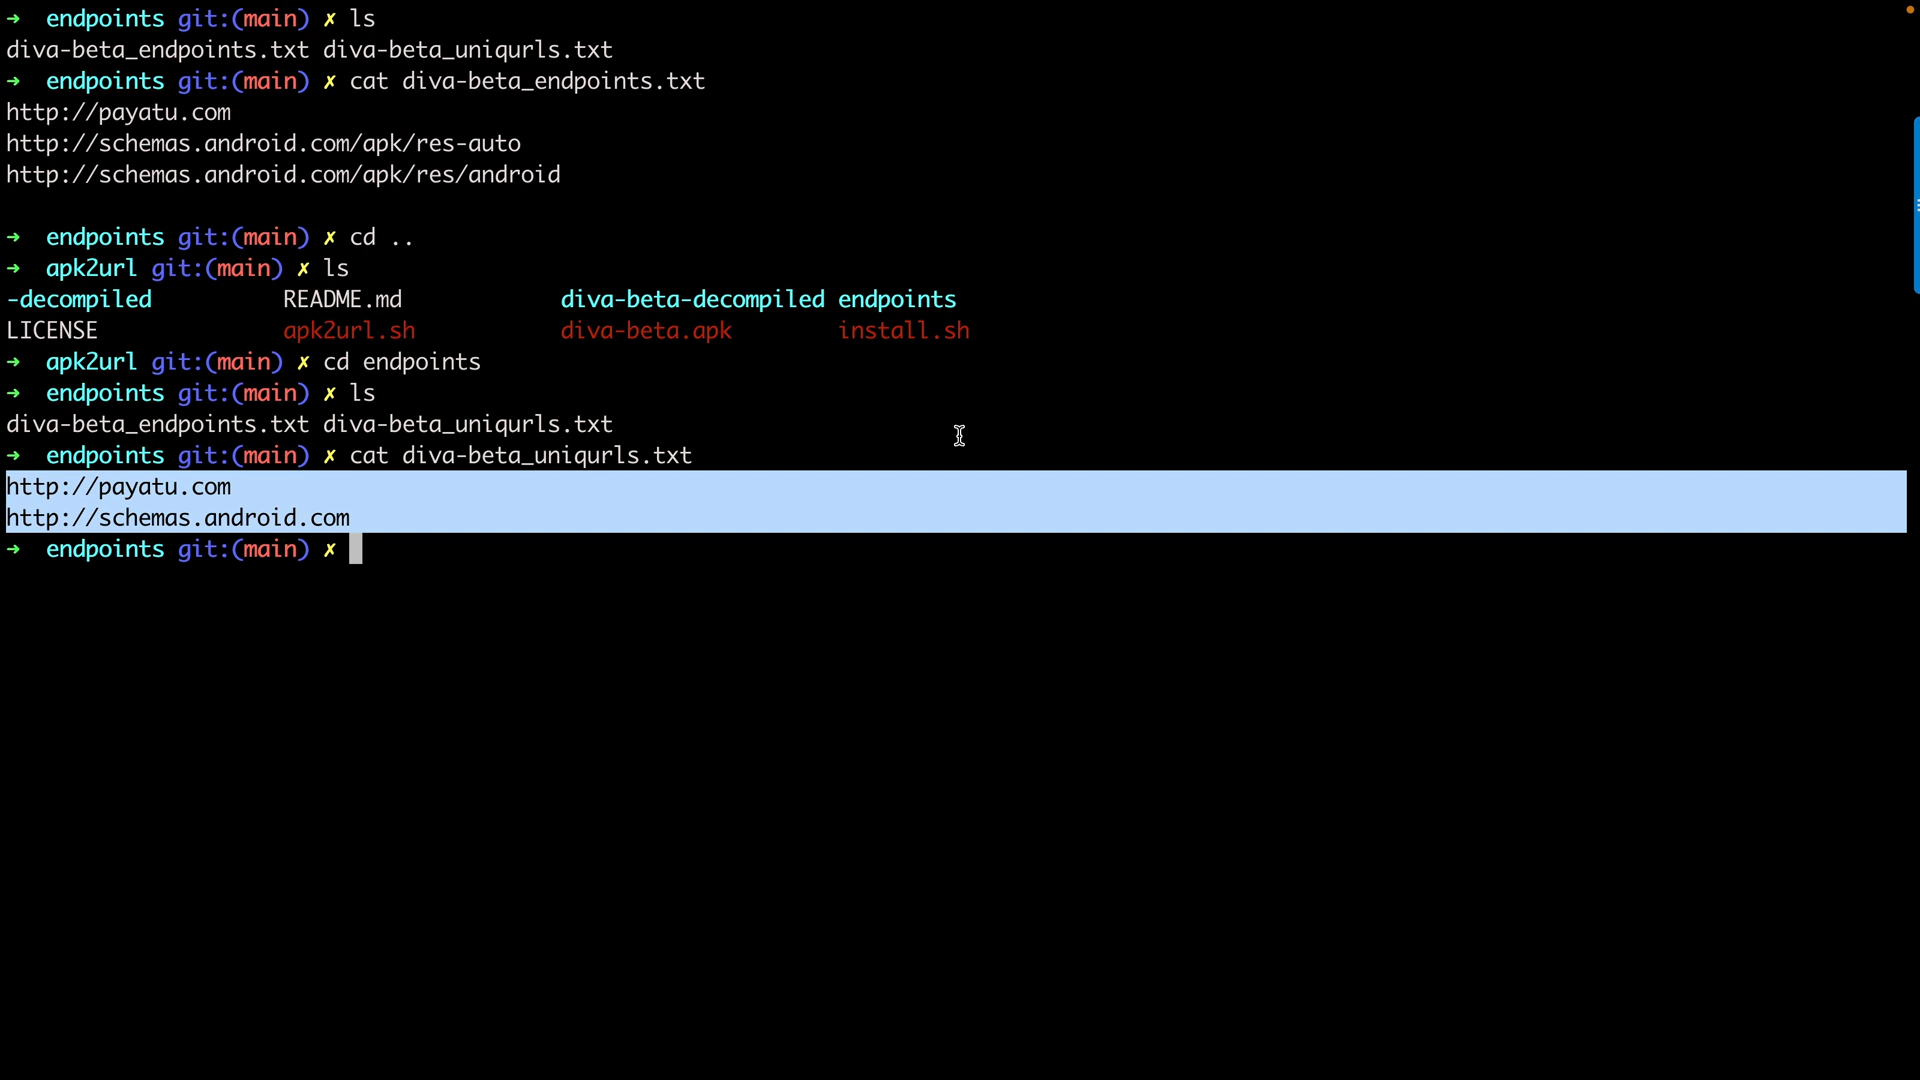 ➜  endpoints git:(main) ✗ ls
diva-beta_endpoints.txt diva-beta_uniqurls.txt
➜  endpoints git:(main) ✗ cat diva-beta_endpoints.txt
http://payatu.com
http://schemas.android.com/apk/res-auto
http://schemas.android.com/apk/res/android
➜  endpoints git:(main) ✗ cd ..
➜  apk2url git:(main) ✗ ls
-decompiled          README.md            diva-beta-decompiled endpoints
LICENSE              apk2url.sh           diva-beta.apk        install.sh
➜  apk2url git:(main) ✗ cd endpoints
➜  endpoints git:(main) ✗ ls
diva-beta_endpoints.txt diva-beta_uniqurls.txt
➜  endpoints git:(main) ✗ cat diva-beta_uniqurls.txt
http://payatu.com
http://schemas.android.com
➜  endpoints git:(main) ✗